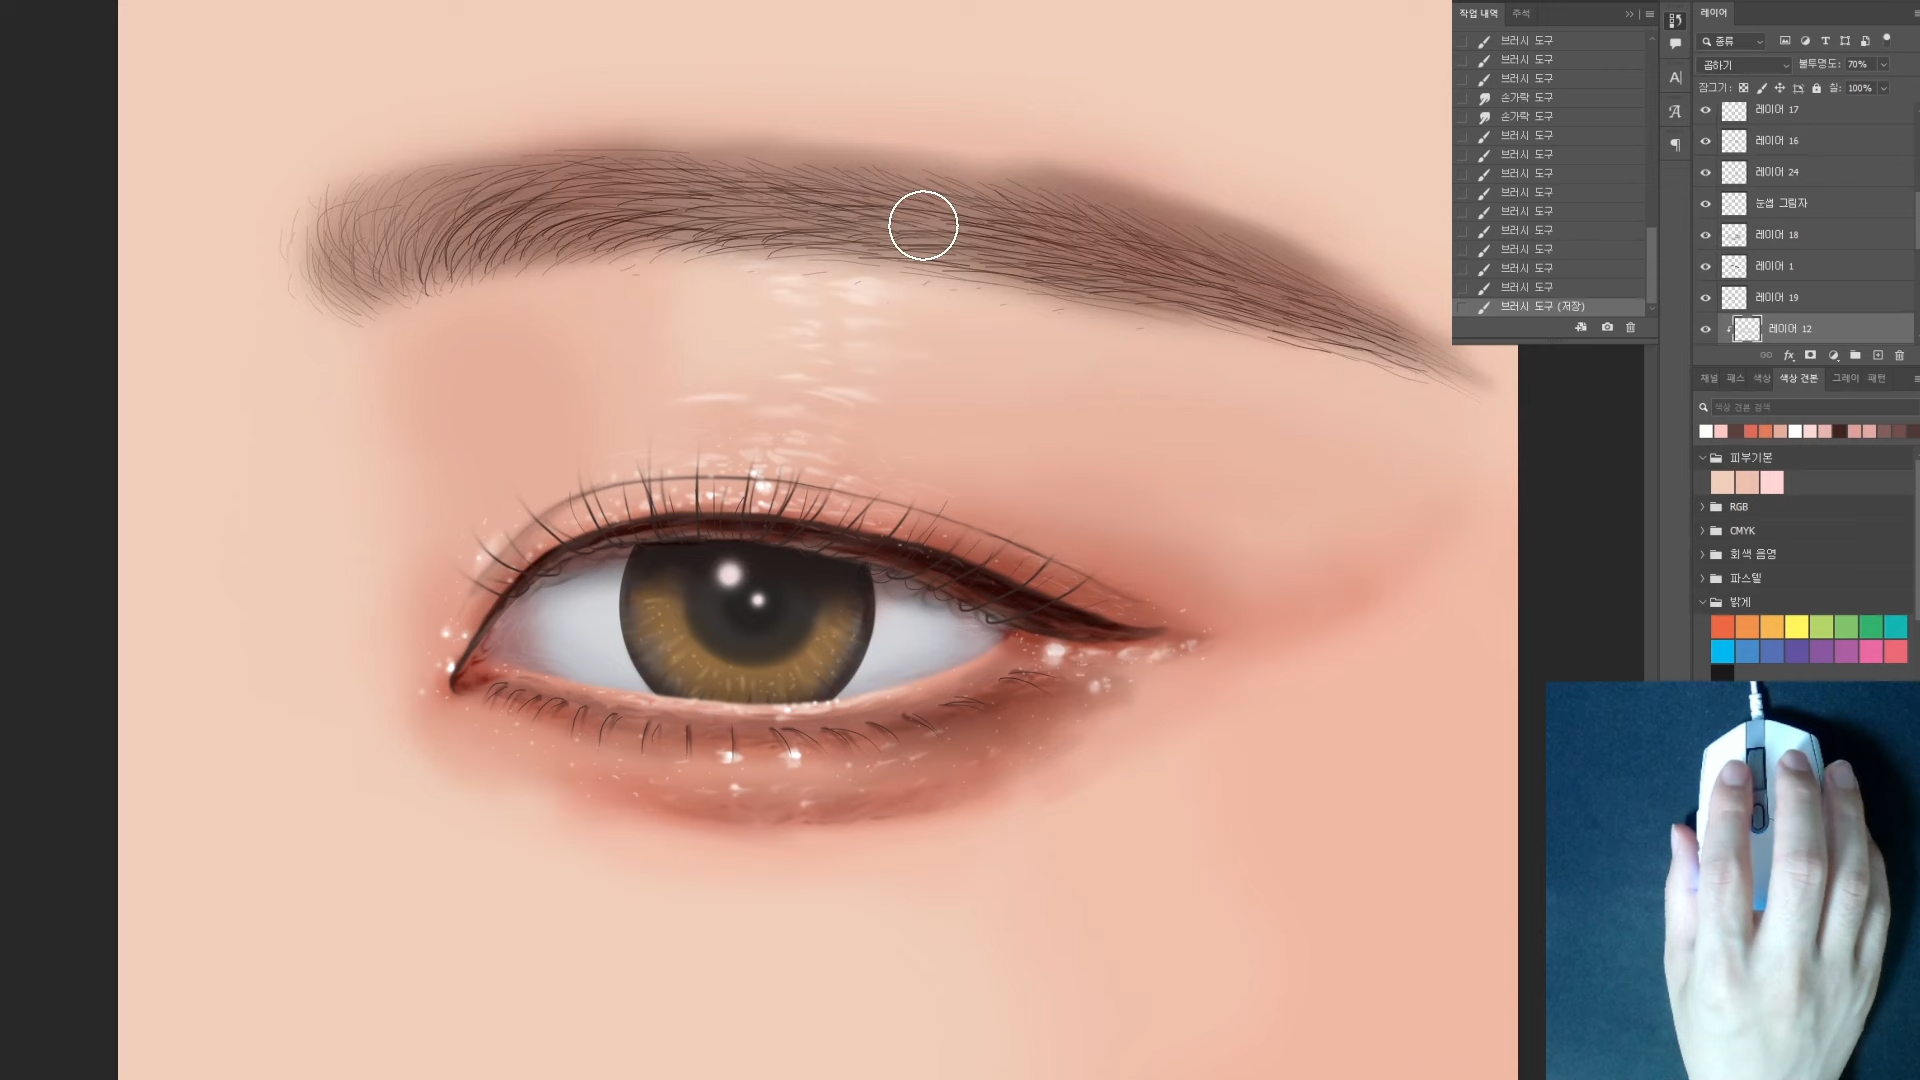 작업 내역 주석
브러시 도구
브러시 도구
브러시 도구
손가락 도구
손가락 도구
브러시 도구
브러시 도구
브러시 도구
브러시 도구
브러시 도구
브러시 도구
브러시 도구
브러시 도구
브러시 도구
브러시 도구 (저장)
레이어
종류
곱하기 불투명도: 70%
잠그기: 칠: 100%
레이어 17
레이어 16
레이어 24
눈썹 그림자
레이어 18
레이어 1
레이어 19
레이어 12
fx
채널 패스 색상 색상 견본 그레이 패턴
색상 견본 검색
피부기본
RGB
CMYK
회색 음영
파스텔
밝게